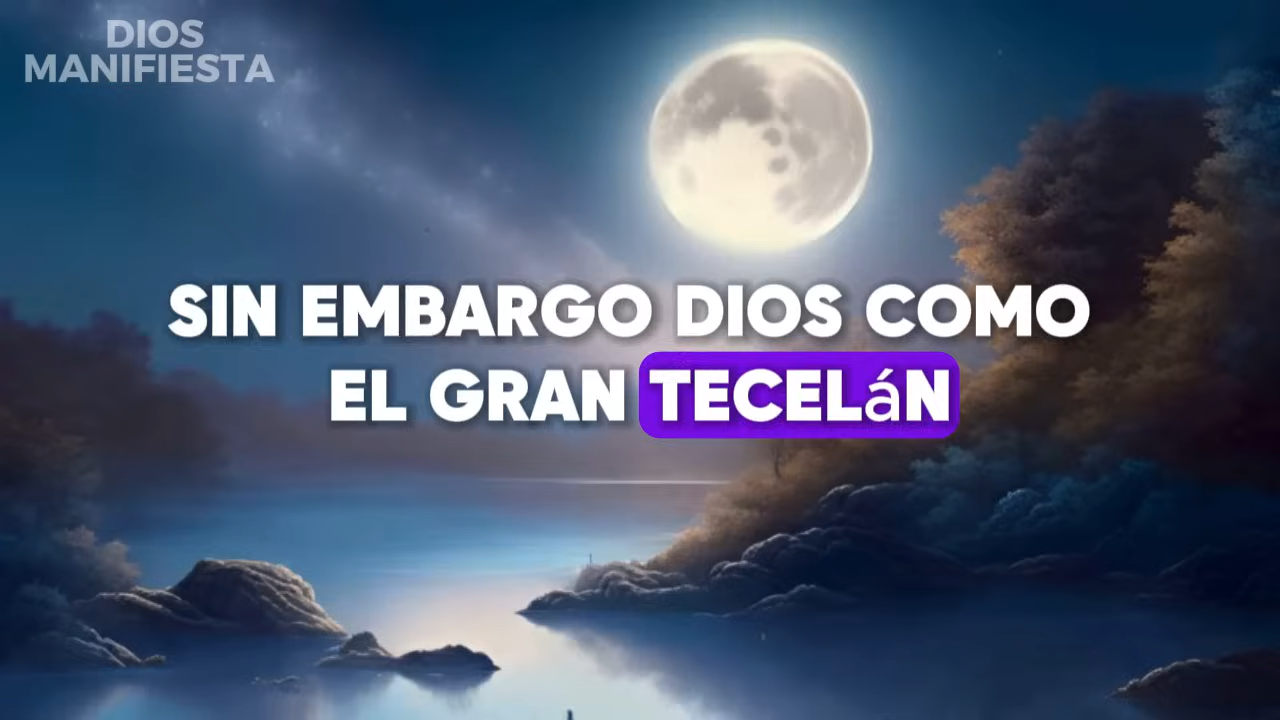 DIOS
MANIFIESTA
SIN EMBARGO DIOS COMO
EL GRAN TECELáN